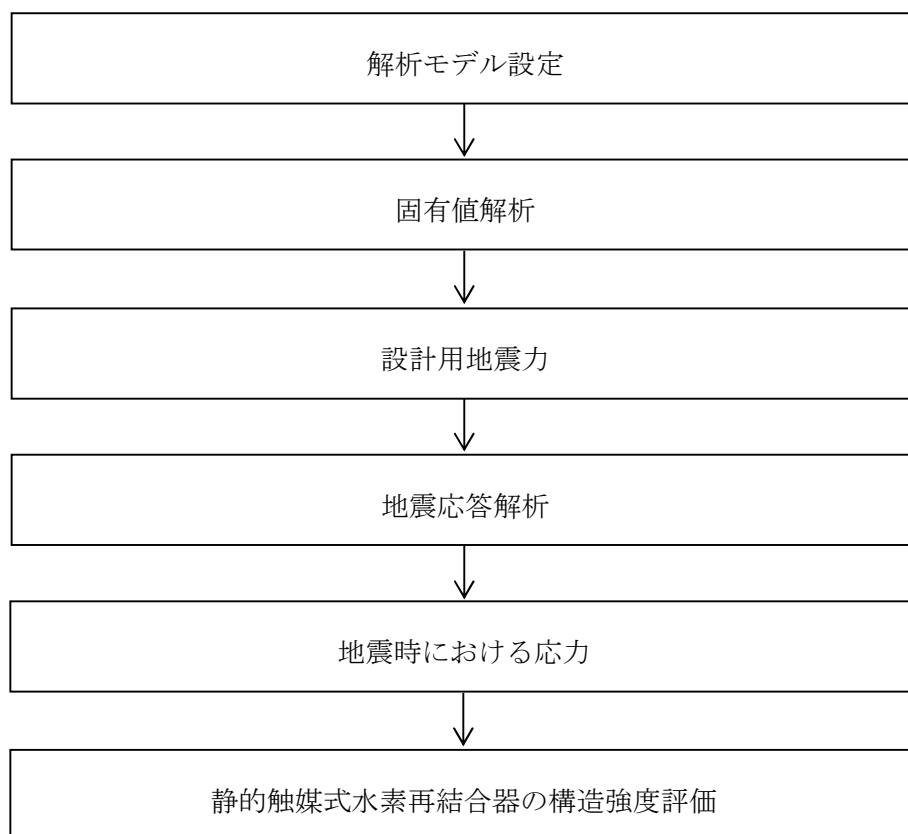 解析モデル設定
固有値解析
設計用地震力
地震応答解析
地震時における応力
静的触媒式水素再結合器の構造強度評価